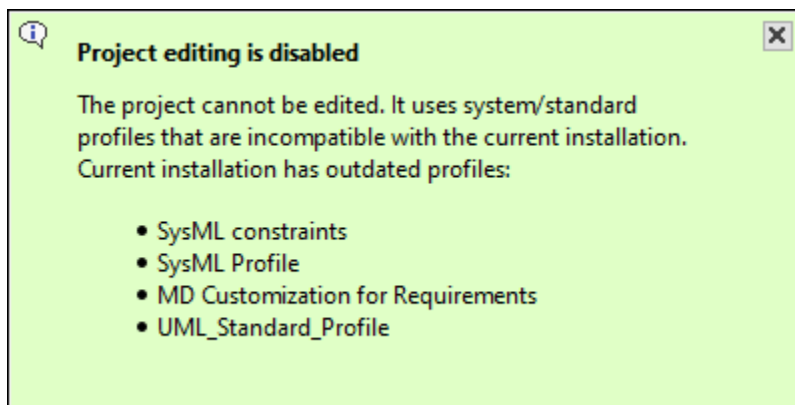 Project editing is disabled
The project cannot be edited. It uses system/standard
profiles that are incompatible with the current installation.
Current installation has outdated profiles:
• SysML constraints
• SysML Profile
• MD Customization for Requirements
• UML_Standard_Profile